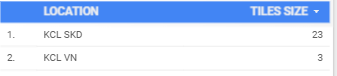 LOCATION TILES SIZE
1. KCL SKD 23
2. KCL VN 3